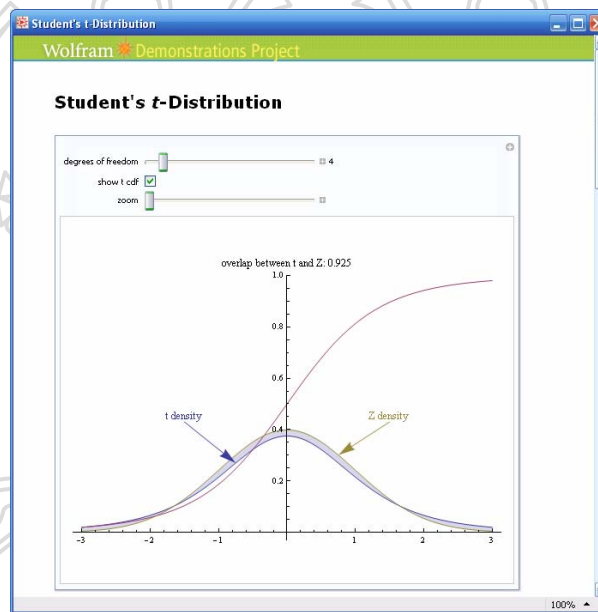 Student's t-Distribution
Wolfram Demonstrations Project
Student's t-Distribution
degrees of freedom 4
show t cdf
zoom
overlap between t and Z: 0.925
1.0
0.8
0.6
t density Z density
0.4
0.2
-3 -2 -1 1 2 3
100%